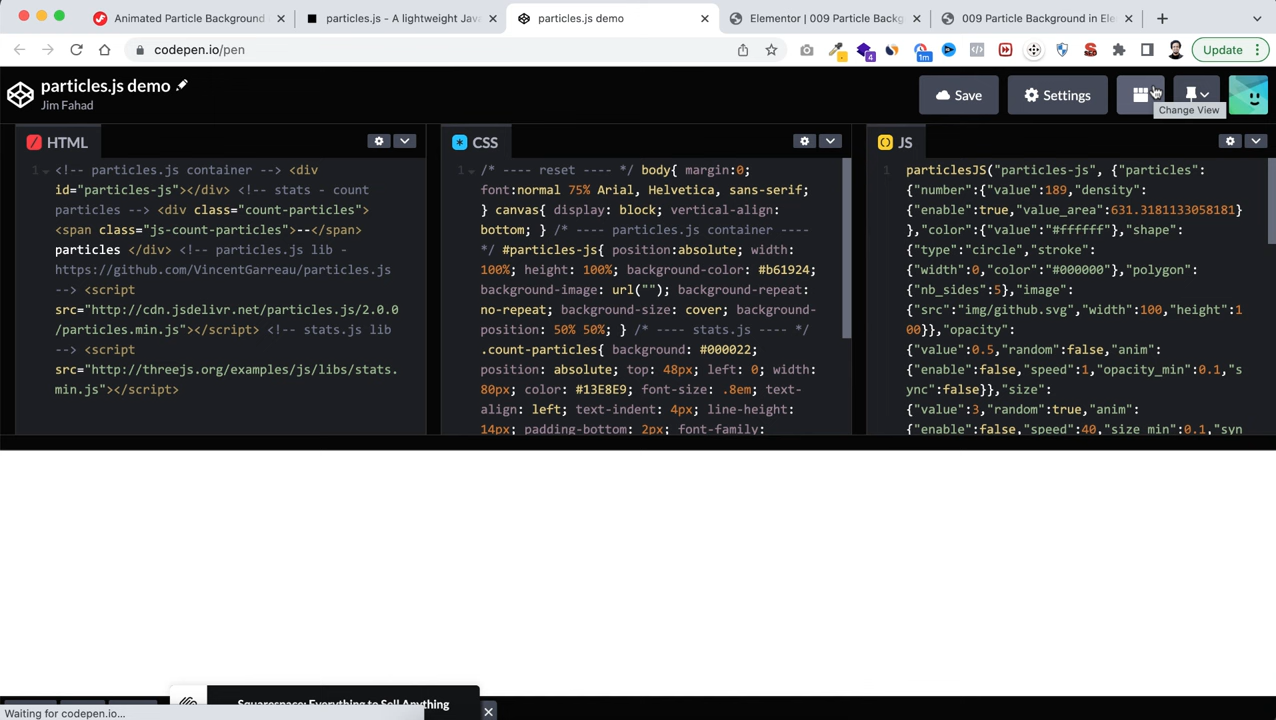 Animated Particle Background
particles.js - A lightweight Jav
particles.js demo
Elementor | 009 Particle Backg
009 Particle Background in Ele
codepen.io/pen
4
1m
Update
particles.js demo
Jim Fahad
Save
Settings
Change View
HTML
CSS
JS
1
<!-- particles.js container --> <div
id="particles-js"></div> <!-- stats - count
particles --> <div class="count-particles">
<span class="js-count-particles">--</span>
particles </div> <!-- particles.js lib -
https://github.com/VincentGarreau/particles.js
--> <script
src="http://cdn.jsdelivr.net/particles.js/2.0.0
/particles.min.js"></script> <!-- stats.js lib
--> <script
src="http://threejs.org/examples/js/libs/stats.
min.js"></script>
1
/* ---- reset ---- */ body{ margin:0;
font:normal 75% Arial, Helvetica, sans-serif;
} canvas{ display: block; vertical-align:
bottom; } /* ---- particles.js container ----
*/ #particles-js{ position:absolute; width:
100%; height: 100%; background-color: #b61924;
background-image: url(""); background-repeat:
no-repeat; background-size: cover; background-
position: 50% 50%; } /* ---- stats.js ---- */
.count-particles{ background: #000022;
position: absolute; top: 48px; left: 0; width:
80px; color: #13E8E9; font-size: .8em; text-
align: left; text-indent: 4px; line-height:
14px; padding-bottom: 2px; font-family:
1
particlesJS("particles-js", {"particles":
{"number":{"value":189,"density":
{"enable":true,"value_area":631.3181133058181}
},"color":{"value":"#ffffff"},"shape":
{"type":"circle","stroke":
{"width":0,"color":"#000000"},"polygon":
{"nb_sides":5},"image":
{"src":"img/github.svg","width":100,"height":1
00}},"opacity":
{"value":0.5,"random":false,"anim":
{"enable":false,"speed":1,"opacity_min":0.1,"s
ync":false}},"size":
{"value":3,"random":true,"anim":
{"enable":false,"speed":40,"size_min":0.1,"syn
Squarespace: Everything to Sell Anything
Waiting for codepen.io...